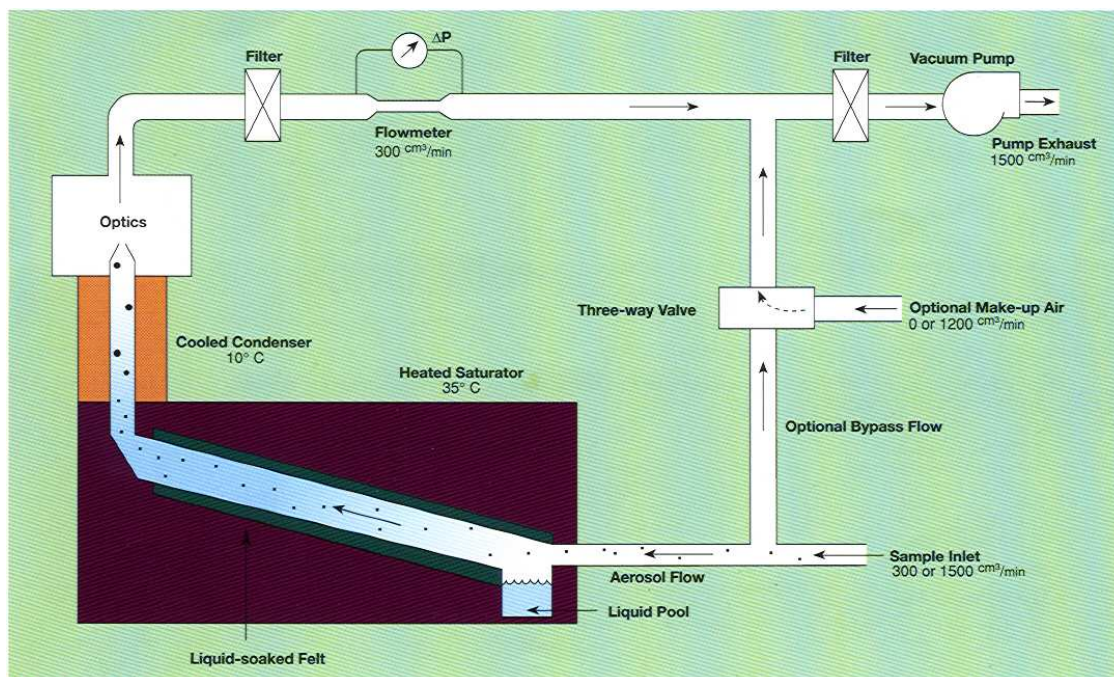 ΔP
Filter
Filter
Vacuum Pump
Flowmeter
300 cm³/min
Pump Exhaust
1500 cm³/min
Optics
Three-way Valve
Optional Make-up Air
0 or 1200 cm³/min
Cooled Condenser
10° C
Heated Saturator
35° C
Optional Bypass Flow
Sample Inlet
300 or 1500 cm³/min
Aerosol Flow
Liquid Pool
Liquid-soaked Felt